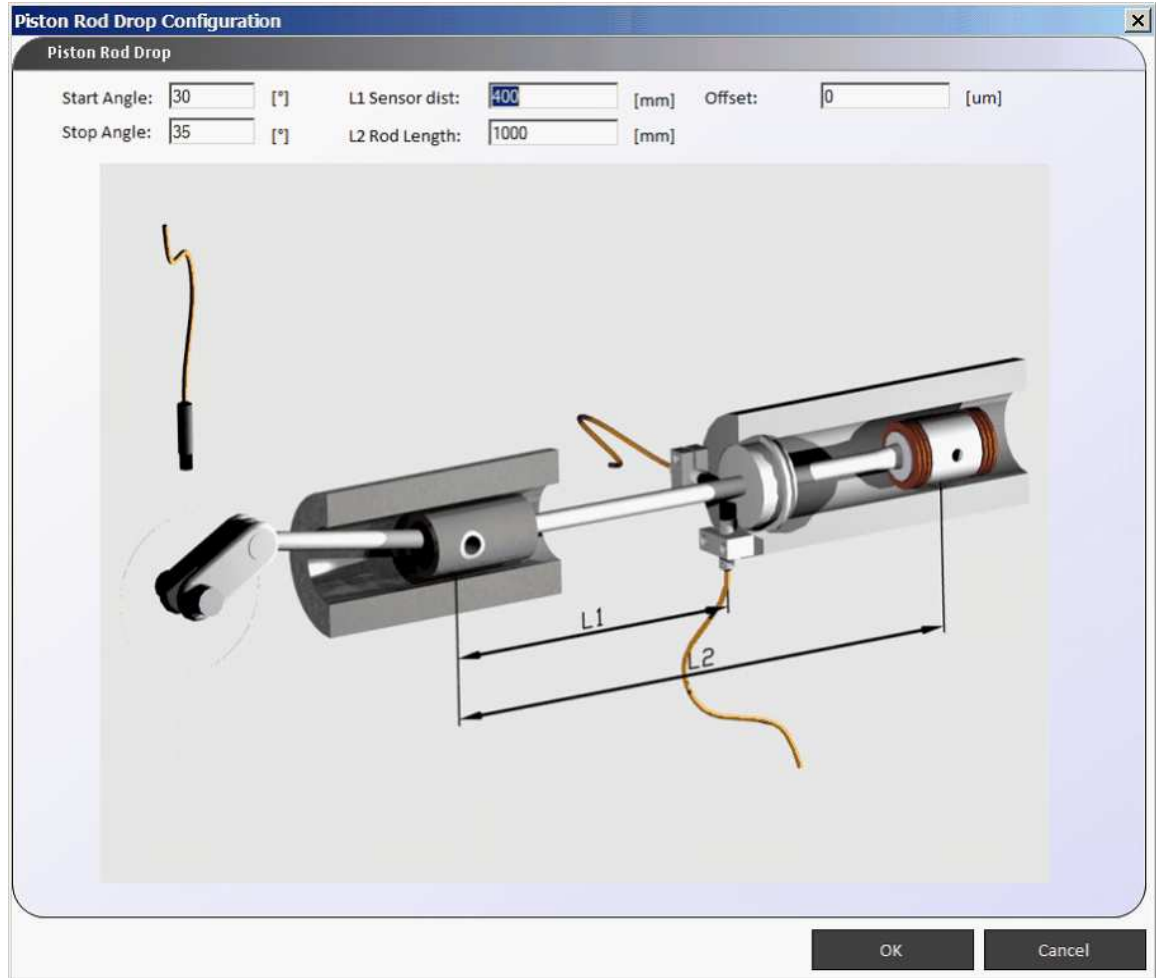 Piston Rod Drop Configuration
Piston Rod Drop
Start Angle: 30 [°] L1 Sensor dist: 400 [mm] Offset: 0 [um]
Stop Angle: 35 [°] L2 Rod Length: 1000 [mm]
L1
L2
OK Cancel